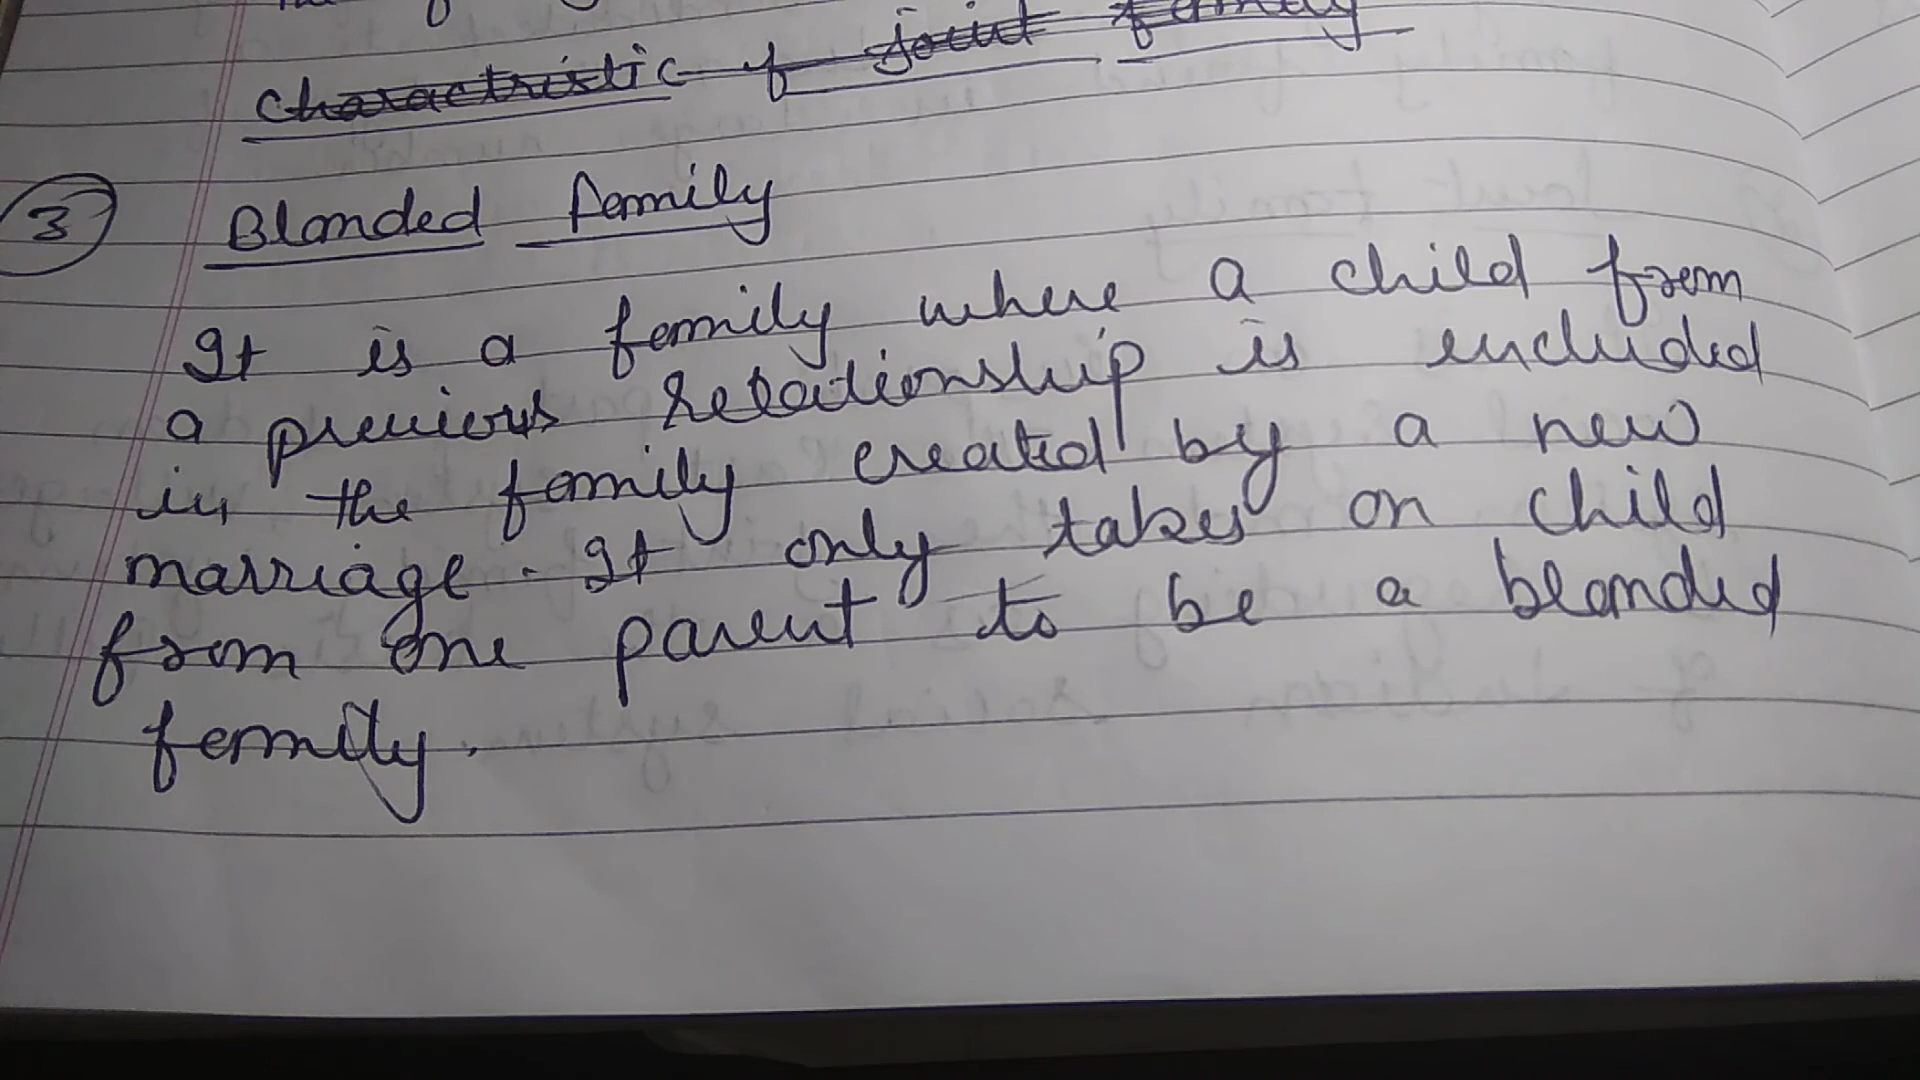 Charactristic of joint family
3 Blonded family
It is a family where a child from
a previous relationship is included
in the family created by a new
marriage. It only takes on child
from one parent to be a blonded
family.